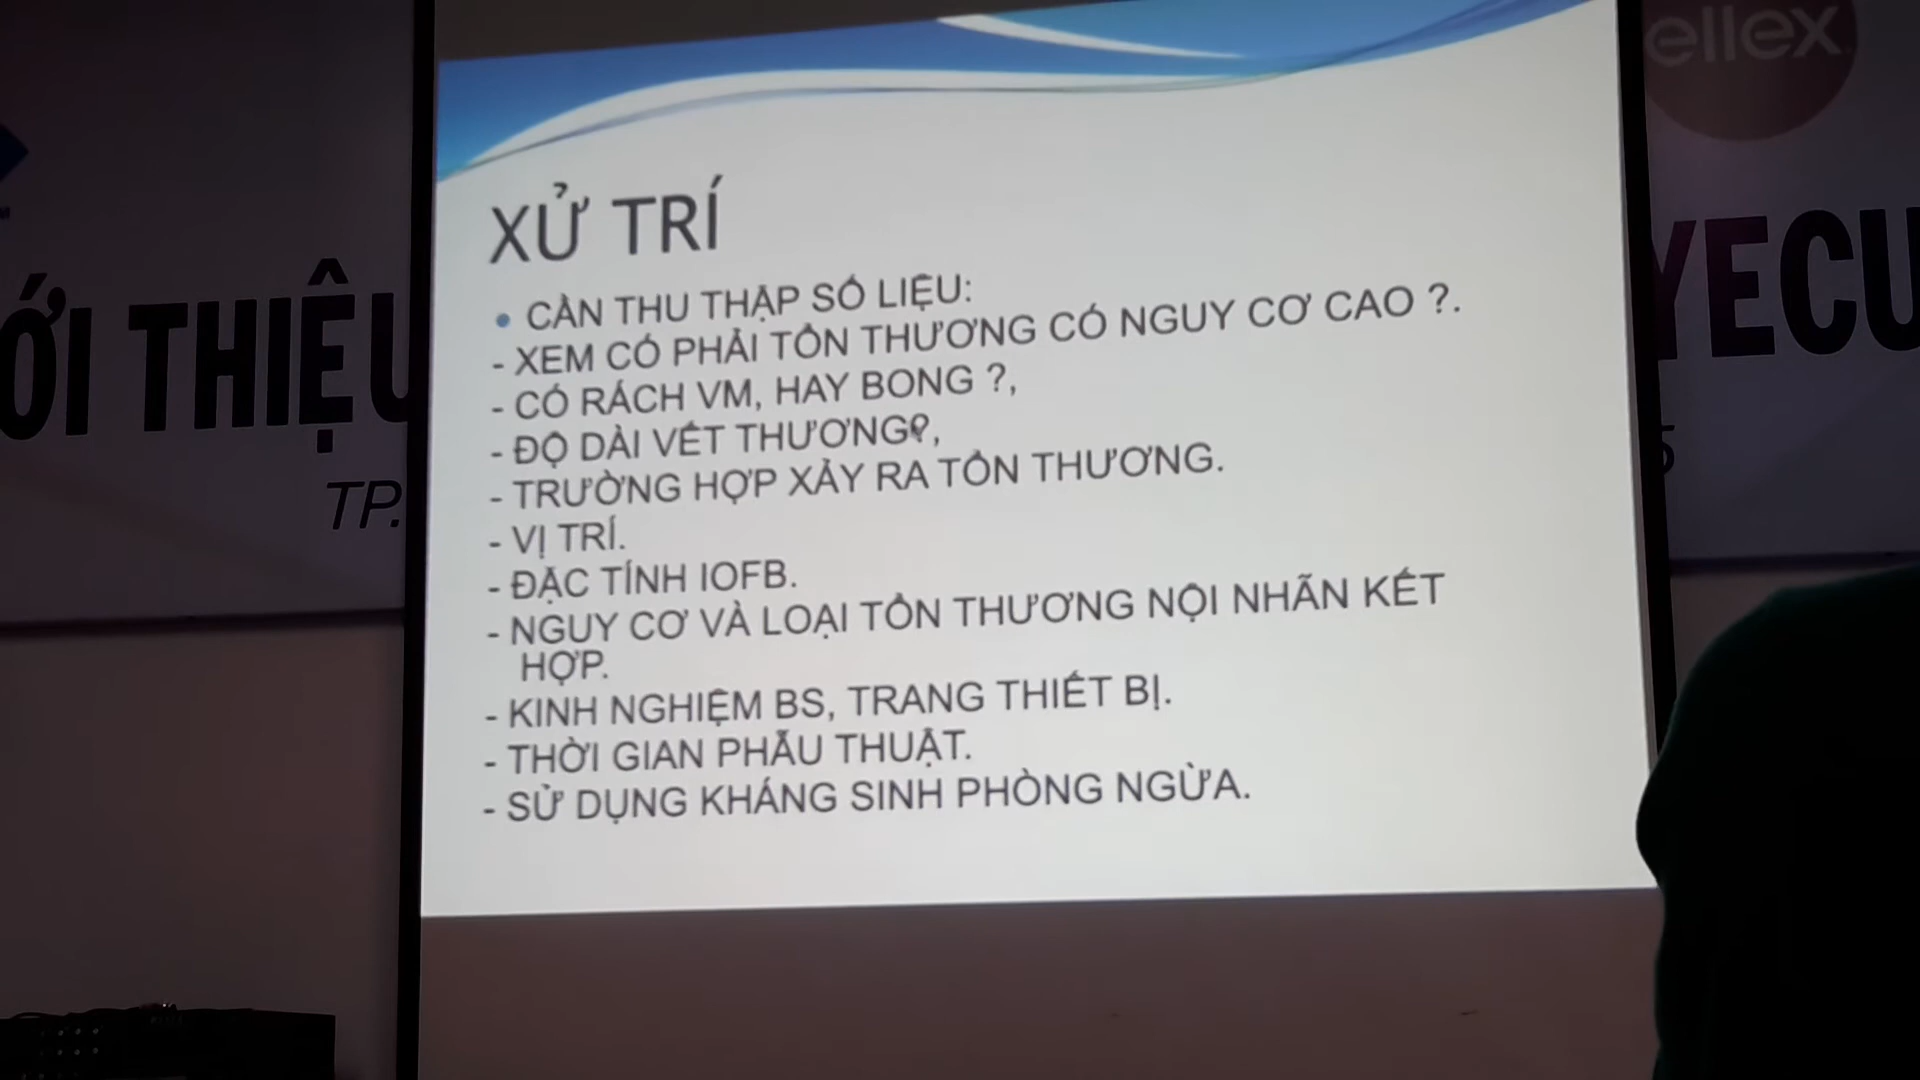 ellex
ỚI THIỆU
YECU
TP.
5
XỬ TRÍ
• CẦN THU THẬP SỐ LIỆU:
- XEM CÓ PHẢI TỔN THƯƠNG CÓ NGUY CƠ CAO ?.
- CÓ RÁCH VM, HAY BONG ?,
- ĐỘ DÀI VẾT THƯƠNG?,
- TRƯỜNG HỢP XẢY RA TỔN THƯƠNG.
- VỊ TRÍ.
- ĐẶC TÍNH IOFB.
- NGUY CƠ VÀ LOẠI TỔN THƯƠNG NỘI NHÃN KẾT
HỢP.
- KINH NGHIỆM BS, TRANG THIẾT BỊ.
- THỜI GIAN PHẪU THUẬT.
- SỬ DỤNG KHÁNG SINH PHÒNG NGỪA.